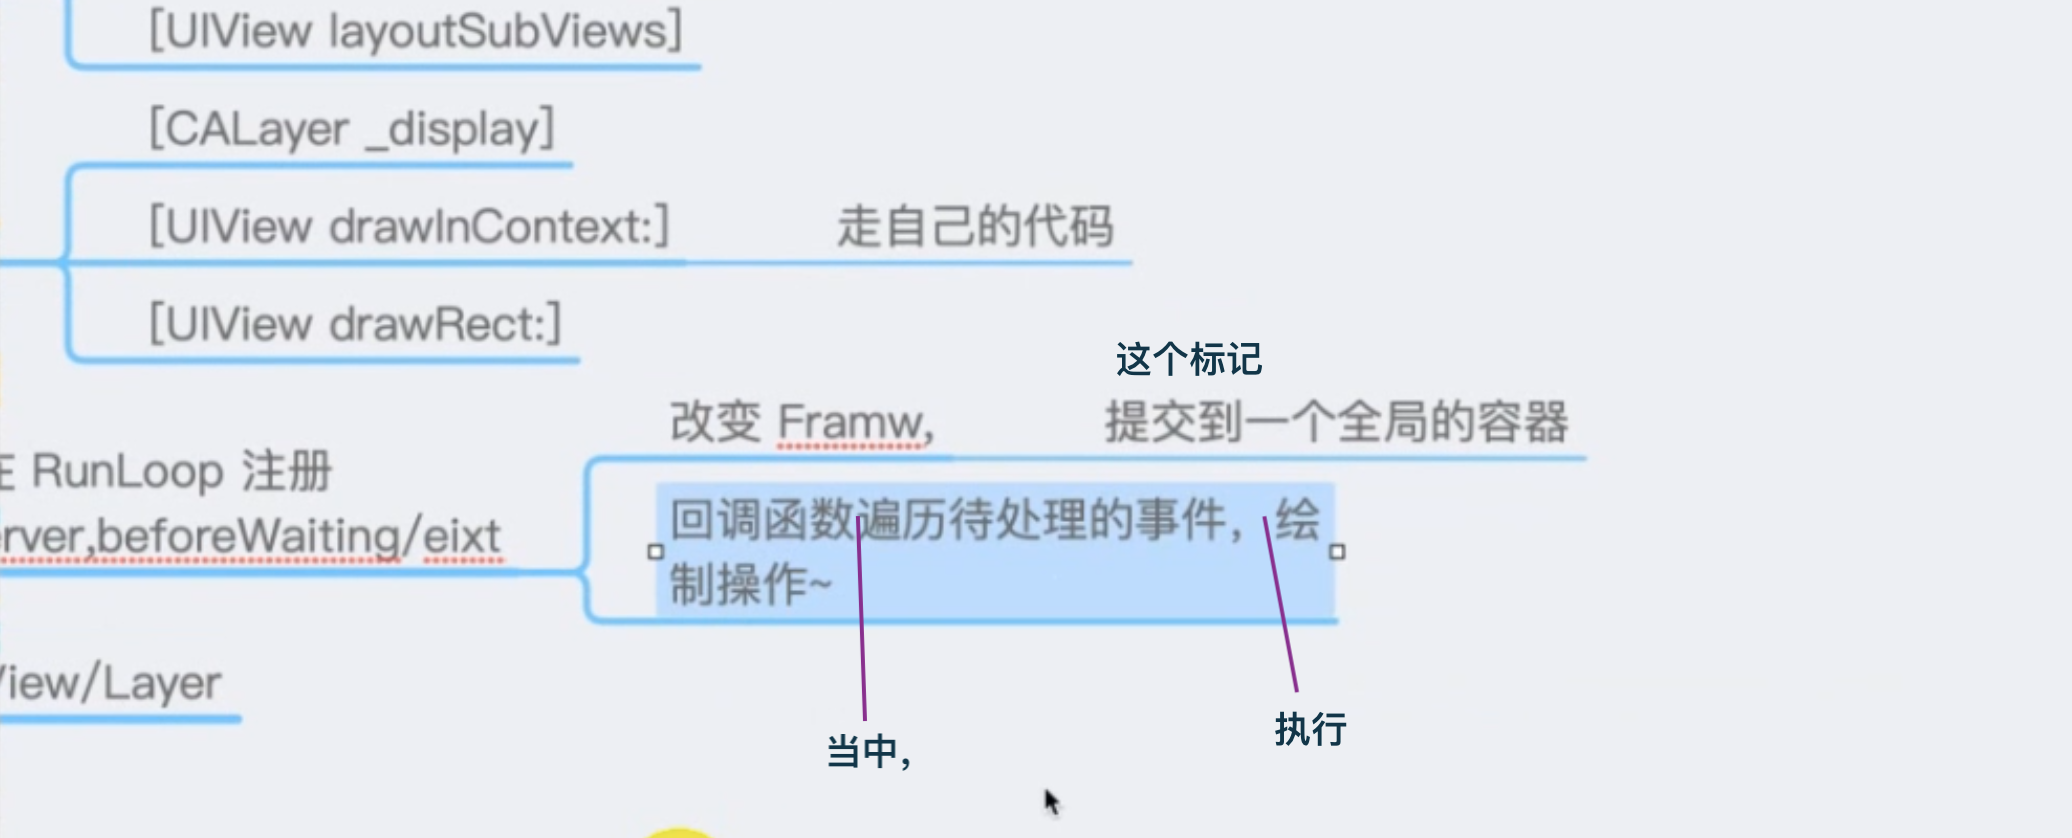 [UIView layoutSubViews]
[CALayer _display]
[UIView drawInContext:]
走自己的代码
[UIView drawRect:]
这个标记
改变 Framw,
提交到一个全局的容器
RunLoop 注册
erver,beforeWaiting/eixt
回调函数遍历待处理的事件，绘
制操作~
View/Layer
执行
当中，